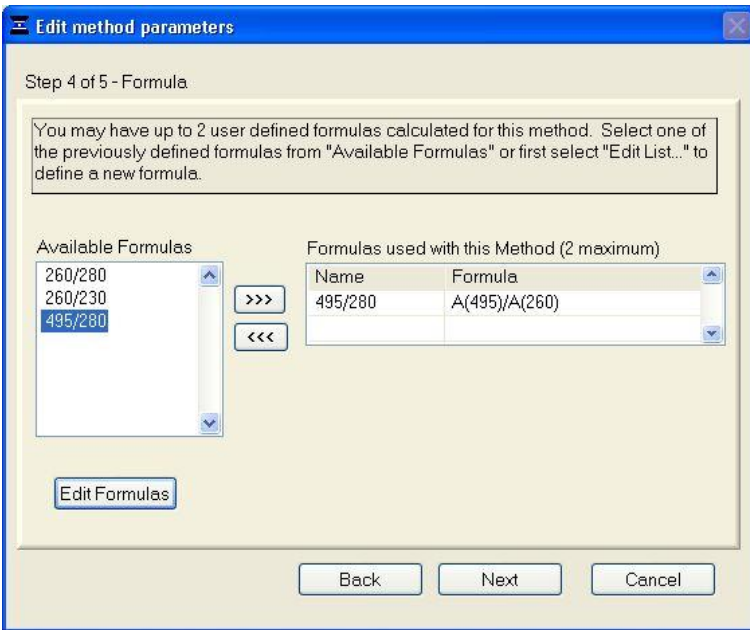 Edit method parameters
Step 4 of 5 - Formula
You may have up to 2 user defined formulas calculated for this method. Select one of
the previously defined formulas from "Available Formulas" or first select "Edit List..." to
define a new formula.
Available Formulas
260/280
260/230
495/280
>>>
<<<
Formulas used with this Method (2 maximum)
Name Formula
495/280 A(495)/A(260)
Edit Formulas
Back Next Cancel